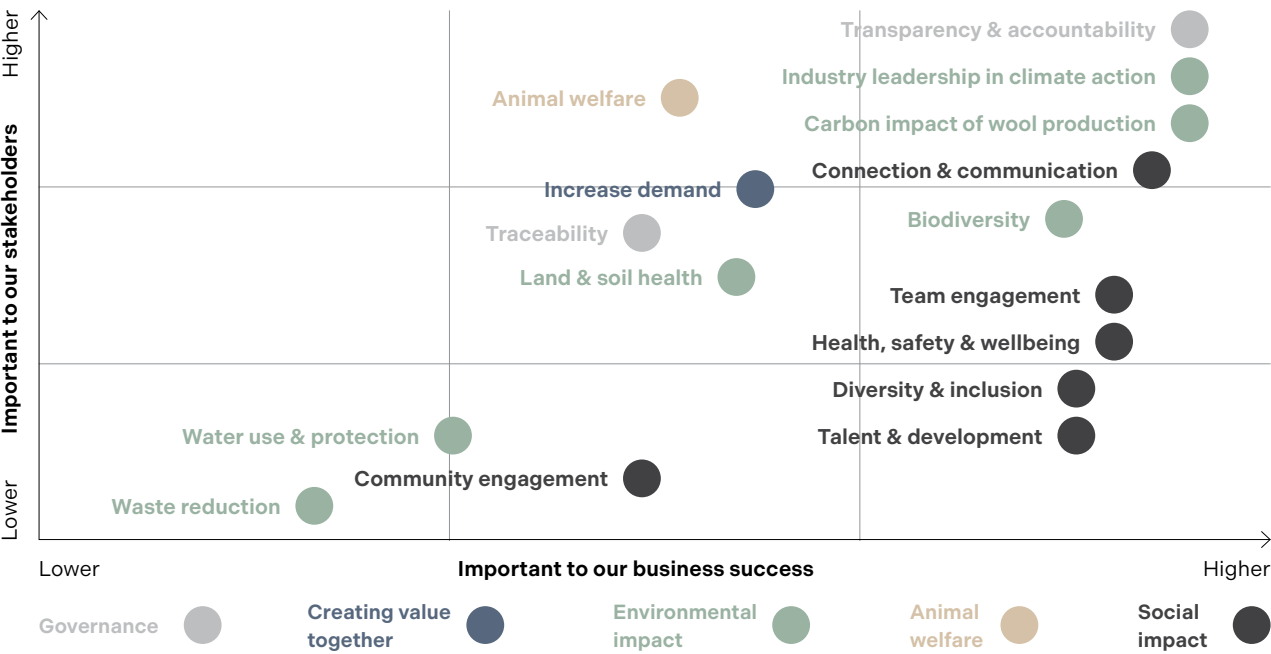 Higher
Important to our stakeholders
Lower
Transparency & accountability
Industry leadership in climate action
Animal welfare
Carbon impact of wool production
Connection & communication
Increase demand
Biodiversity
Traceability
Land & soil health
Team engagement
Health, safety & wellbeing
Diversity & inclusion
Water use & protection
Talent & development
Community engagement
Waste reduction
Lower
Important to our business success
Higher
Governance
Creating value
together
Environmental
impact
Animal
welfare
Social
impact